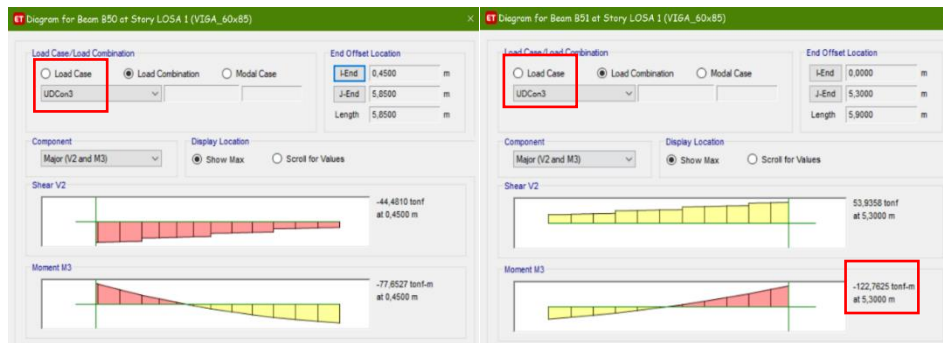 ET Diagram for Beam B50 at Story LOSA 1 (VIGA_60x85)
Load Case/Load Combination
Load Case
Load Combination
Modal Case
UDCon3
End Offset Location
I-End 0,4500 m
J-End 5,8500 m
Length 5,8500 m
Component
Major (V2 and M3)
Display Location
Show Max
Scroll for Values
Shear V2
-44,4810 tonf
at 0,4500 m
Moment M3
-77,6527 tonf-m
at 0,4500 m
ET Diagram for Beam B51 at Story LOSA 1 (VIGA_60x85)
Load Case/Load Combination
Load Case
Load Combination
Modal Case
UDCon3
End Offset Location
I-End 0,0000 m
J-End 5,3000 m
Length 5,9000 m
Component
Major (V2 and M3)
Display Location
Show Max
Scroll for Values
Shear V2
53,9358 tonf
at 5,3000 m
Moment M3
-122,7625 tonf-m
at 5,3000 m